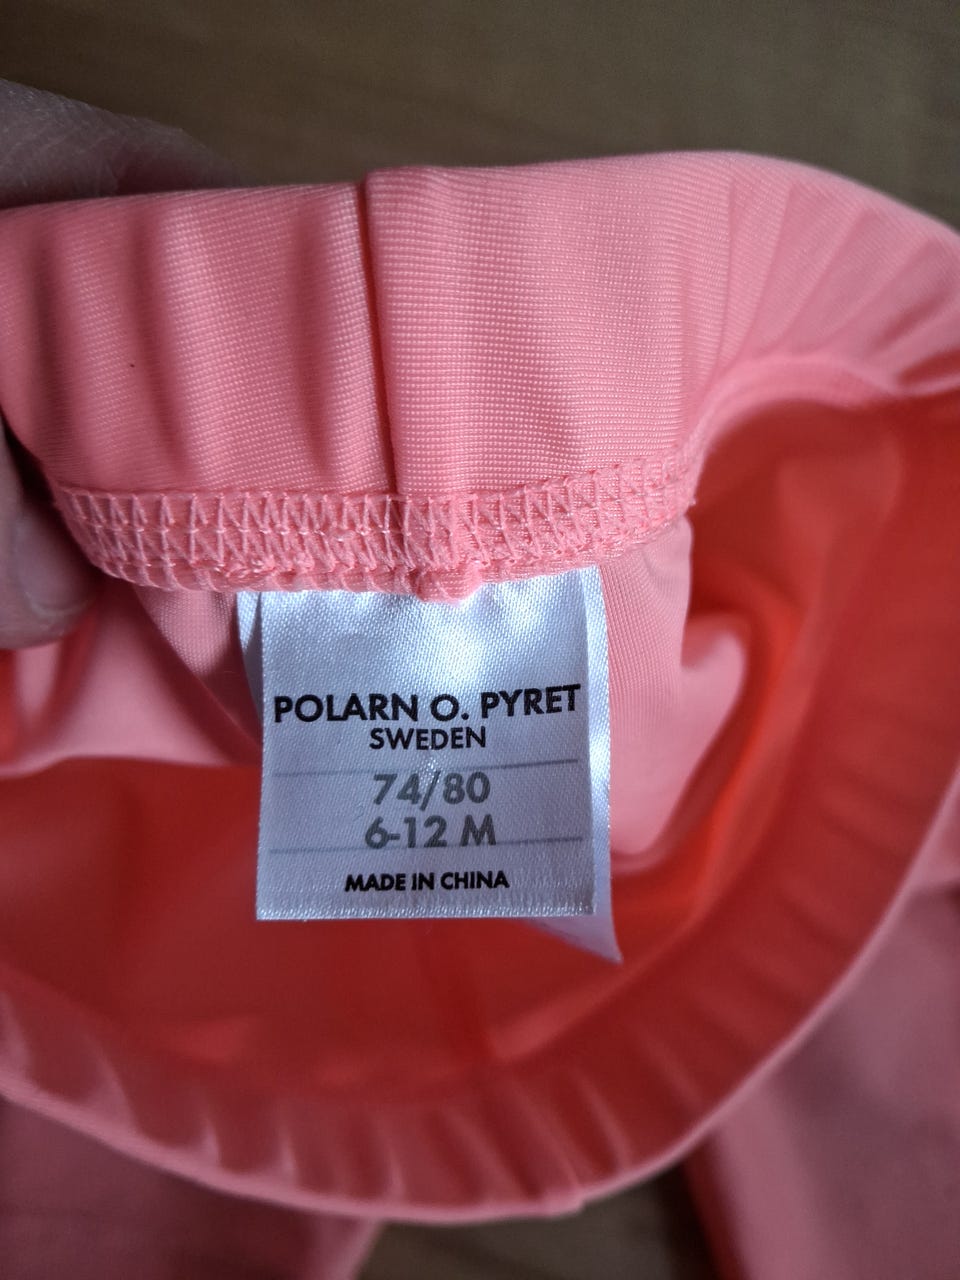 POLARN O. PYRET
SWEDEN
74/80
6-12 M
MADE IN CHINA